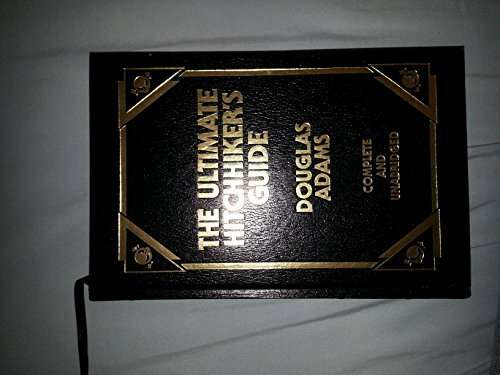 THE ULTIMATE
HITCHHIKER'S
GUIDE
DOUGLAS
ADAMS
COMPLETE
AND
UNABRIDGED